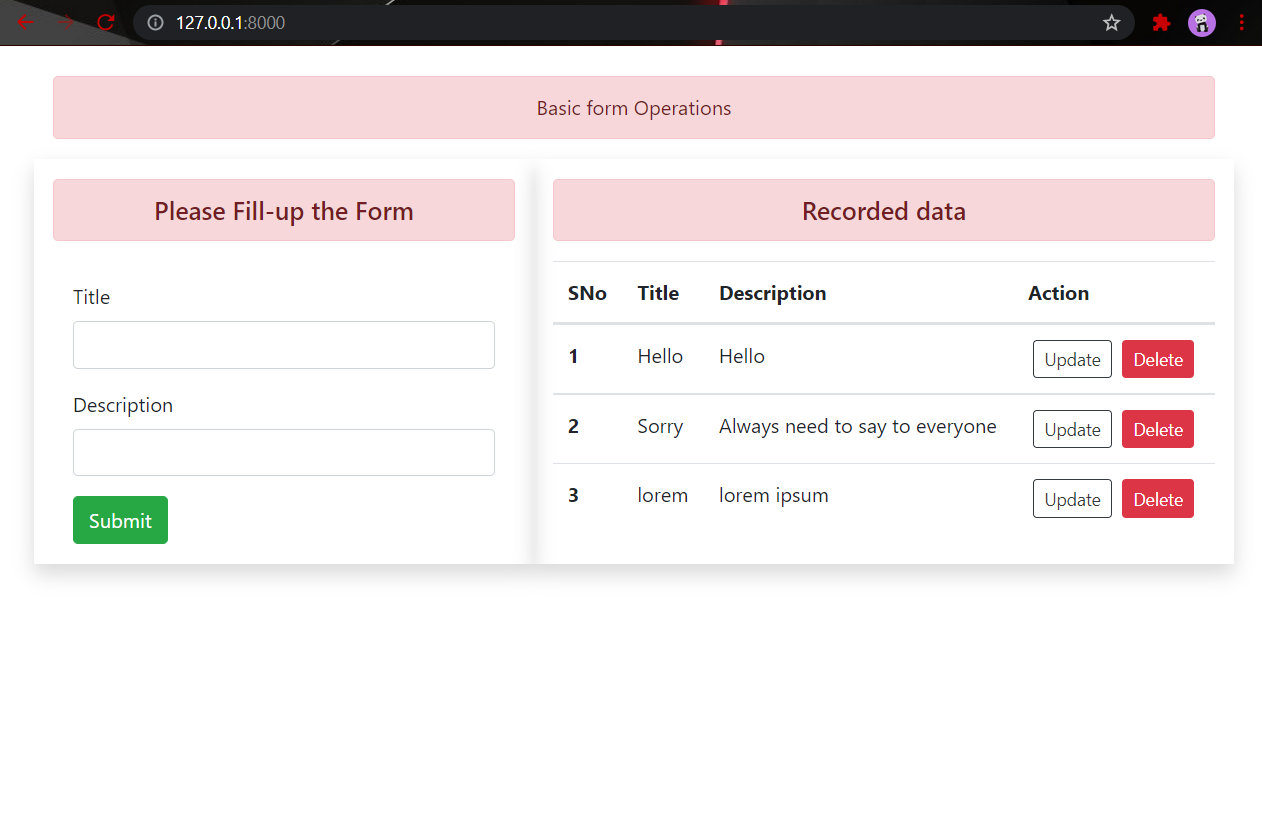 127.0.0.1:8000
Basic form Operations
Please Fill-up the Form
Title
Description
Submit
Recorded data
SNo Title Description Action
1 Hello Hello Update Delete
2 Sorry Always need to say to everyone Update Delete
3 lorem lorem ipsum Update Delete